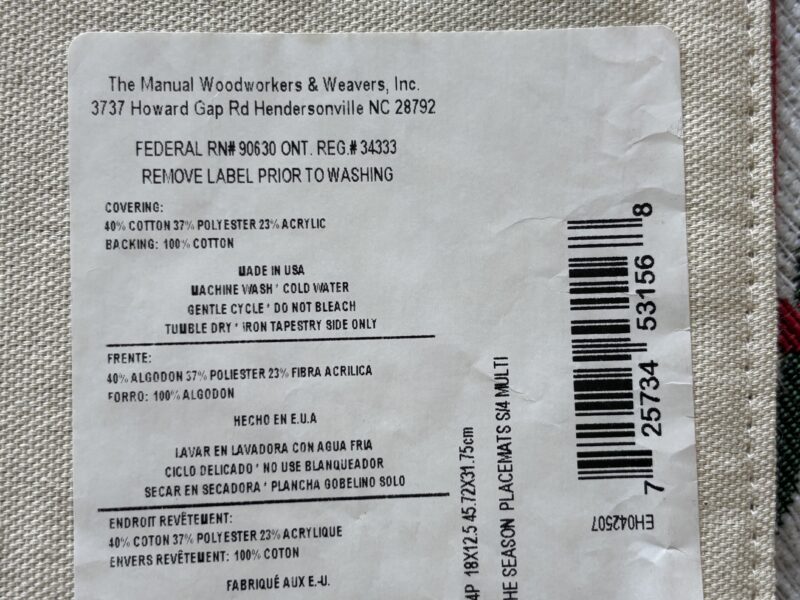 The Manual Woodworkers & Weavers, Inc.
3737 Howard Gap Rd Hendersonville NC 28792
FEDERAL RN# 90630 ONT. REG.# 34333
REMOVE LABEL PRIOR TO WASHING
COVERING:
40% COTTON 37% POLYESTER 23% ACRYLIC
BACKING: 100% COTTON
MADE IN USA
MACHINE WASH * COLD WATER
GENTLE CYCLE * DO NOT BLEACH
TUMBLE DRY * IRON TAPESTRY SIDE ONLY
FRENTE:
40% ALGODON 37% POLIESTER 23% FIBRA ACRILICA
FORRO: 100% ALGODON
HECHO EN E.U.A
LAVAR EN LAVADORA CON AGUA FRIA
CICLO DELICADO * NO USE BLANQUEADOR
SECAR EN SECADORA * PLANCHA GOBELINO SOLO
ENDROIT REVÊTEMENT:
40% COTON 37% POLYESTER 23% ACRYLIQUE
ENVERS REVÊTEMENT: 100% COTON
FABRIQUÉ AUX E.-U.
4P 18X12.5 45.72X31.75cm
HE SEASON PLACEMATS S/4 MULTI
7 25734 53156 8
EH042507